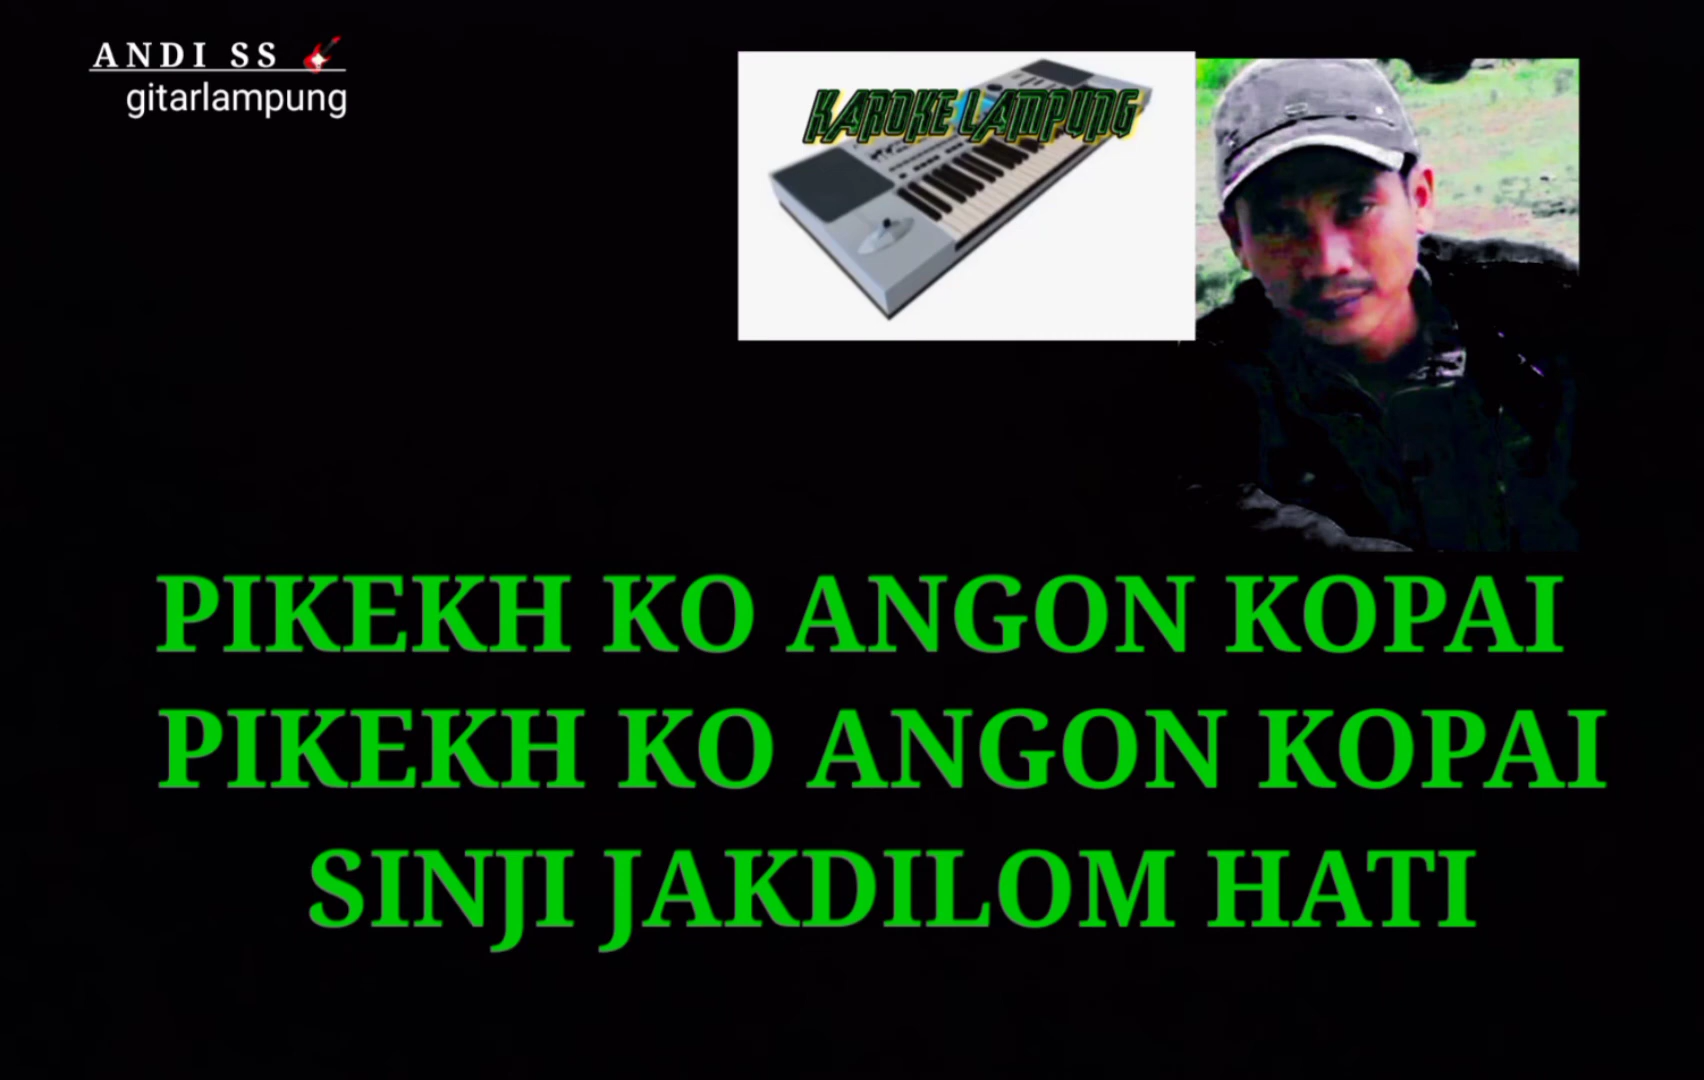 ANDI SS
gitarlampung
KAROKE LAMPUNG
PIKEKH KO ANGON KOPAI
PIKEKH KO ANGON KOPAI
SINJI JAKDILOM HATI